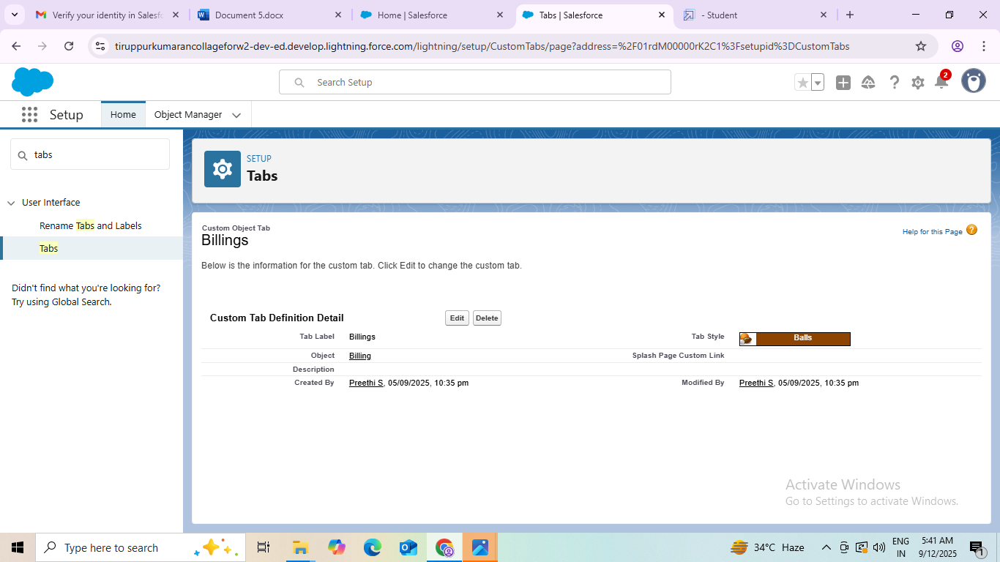 Verify your identity in Salesfo
Document 5.docx
Home | Salesforce
Tabs | Salesforce
- Student
tiruppurkumarancollageforw2-dev-ed.develop.lightning.force.com/lightning/setup/CustomTabs/page?address=%2F01rdM00000rK2C1%3Fsetupid%3DCustomTabs
Search Setup
2
Setup
Home
Object Manager
tabs
User Interface
Rename Tabs and Labels
Tabs
Didn't find what you're looking for?
Try using Global Search.
SETUP
Tabs
Custom Object Tab
Billings
Help for this Page ?
Below is the information for the custom tab. Click Edit to change the custom tab.
Custom Tab Definition Detail
Edit
Delete
Tab Label Billings
Tab Style Balls
Object Billing
Splash Page Custom Link
Description
Created By Preethi S, 05/09/2025, 10:35 pm
Modified By Preethi S, 05/09/2025, 10:35 pm
Activate Windows
Go to Settings to activate Windows.
Type here to search
34°C Haze
ENG
IN
5:41 AM
9/12/2025
1